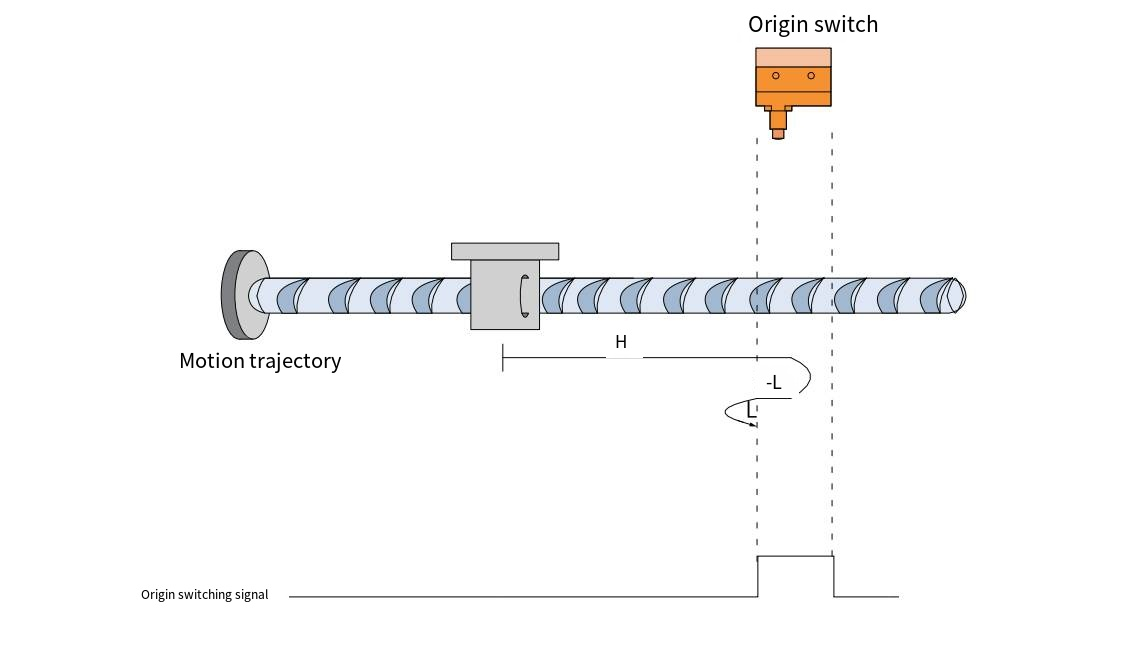 Origin switch
Motion trajectory
H
-L
L
Origin switching signal